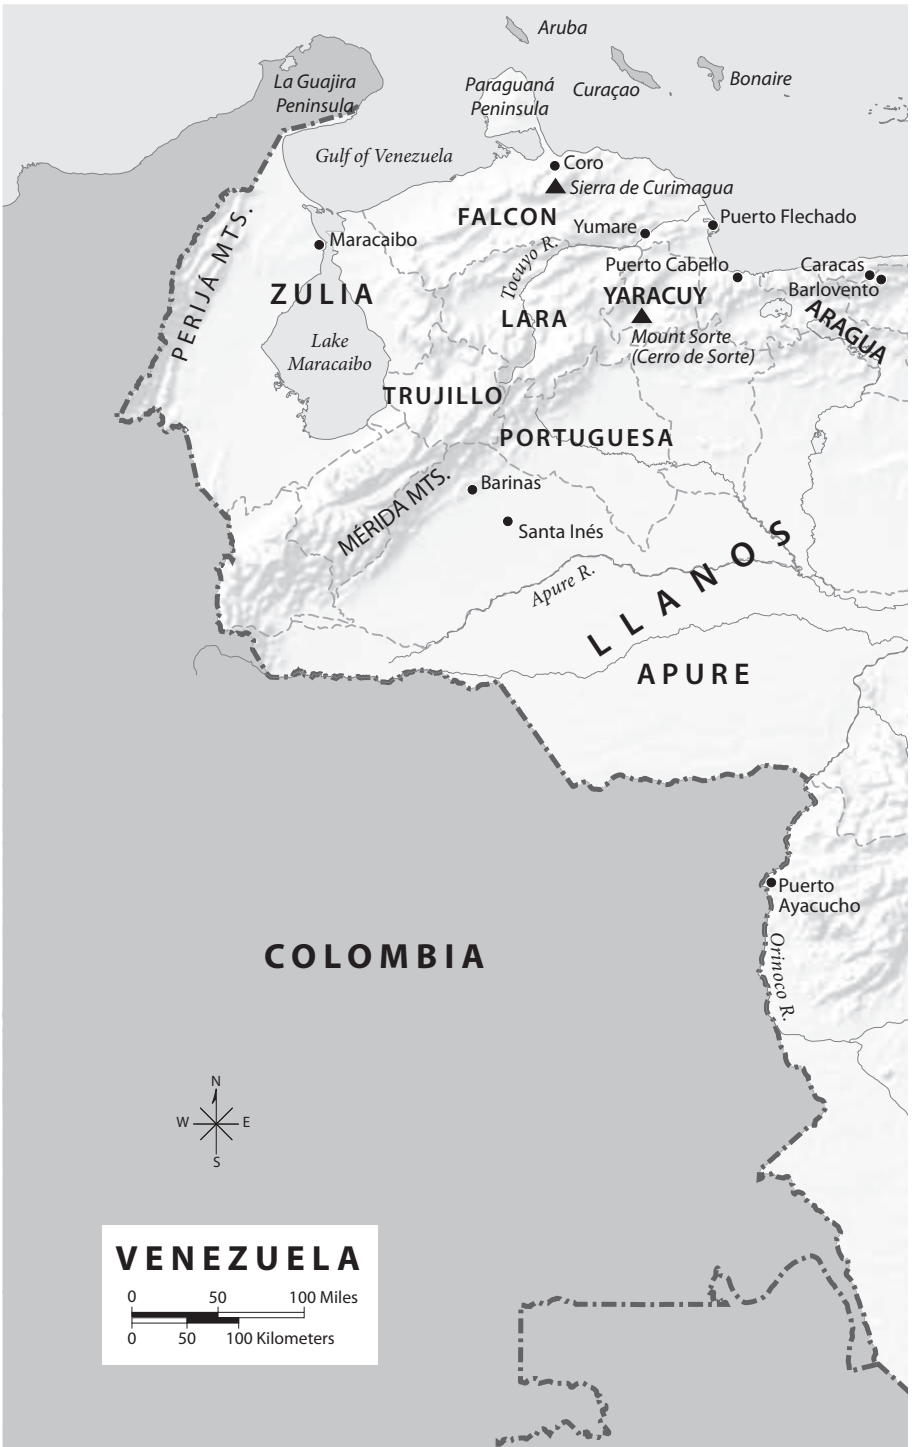 Aruba
La Guajira
Peninsula
Paraguaná
Peninsula
Curaçao
Bonaire
Gulf of Venezuela
Coro
Sierra de Curimagua
FALCON
Puerto Flechado
Yumare
Maracaibo
PERIJÁ MTS.
Tocuyo R.
Puerto Cabello
Caracas
Barlovento
ZULIA
YARACUY
LARA
ARAGUA
Mount Sorte
(Cerro de Sorte)
Lake
Maracaibo
TRUJILLO
PORTUGUESA
MÉRIDA MTS.
Barinas
Santa Inés
LLANOS
Apure R.
APURE
Puerto
Ayacucho
Orinoco R.
COLOMBIA
N
W E
S
VENEZUELA
0 50 100 Miles
0 50 100 Kilometers